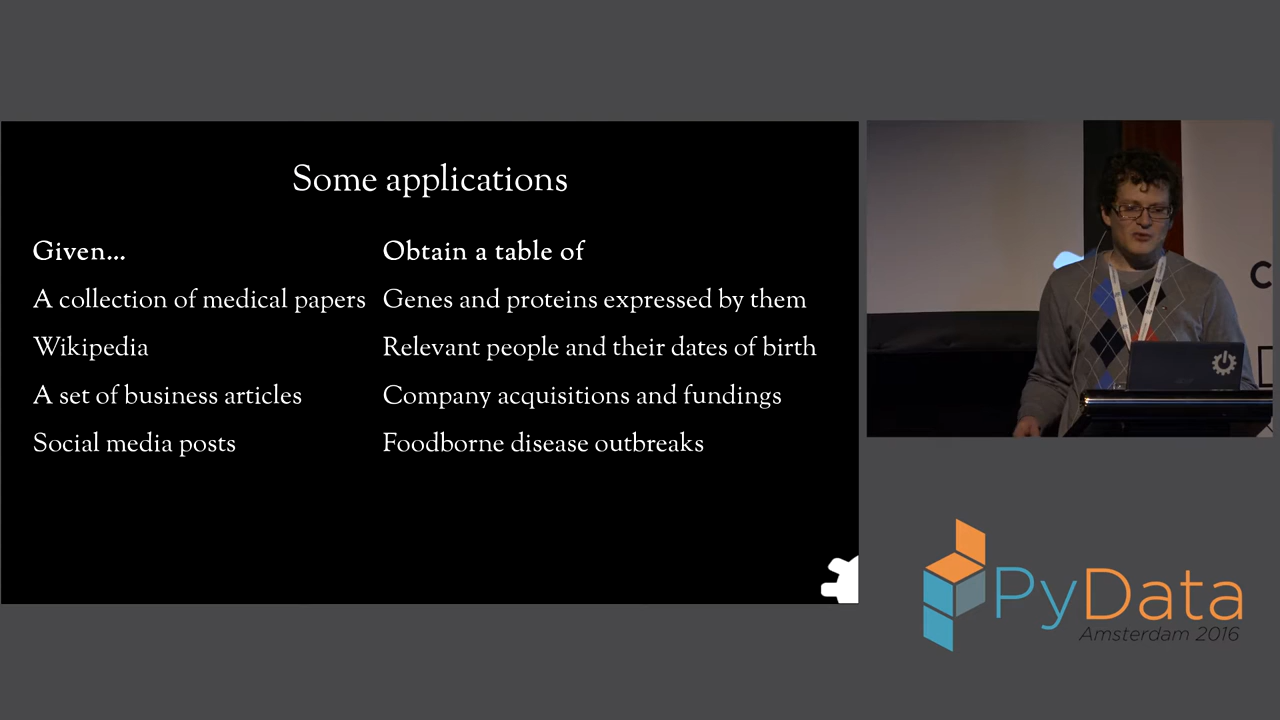 Some applications
Given... Obtain a table of
A collection of medical papers Genes and proteins expressed by them
Wikipedia Relevant people and their dates of birth
A set of business articles Company acquisitions and fundings
Social media posts Foodborne disease outbreaks
C
PyData
Amsterdam 2016